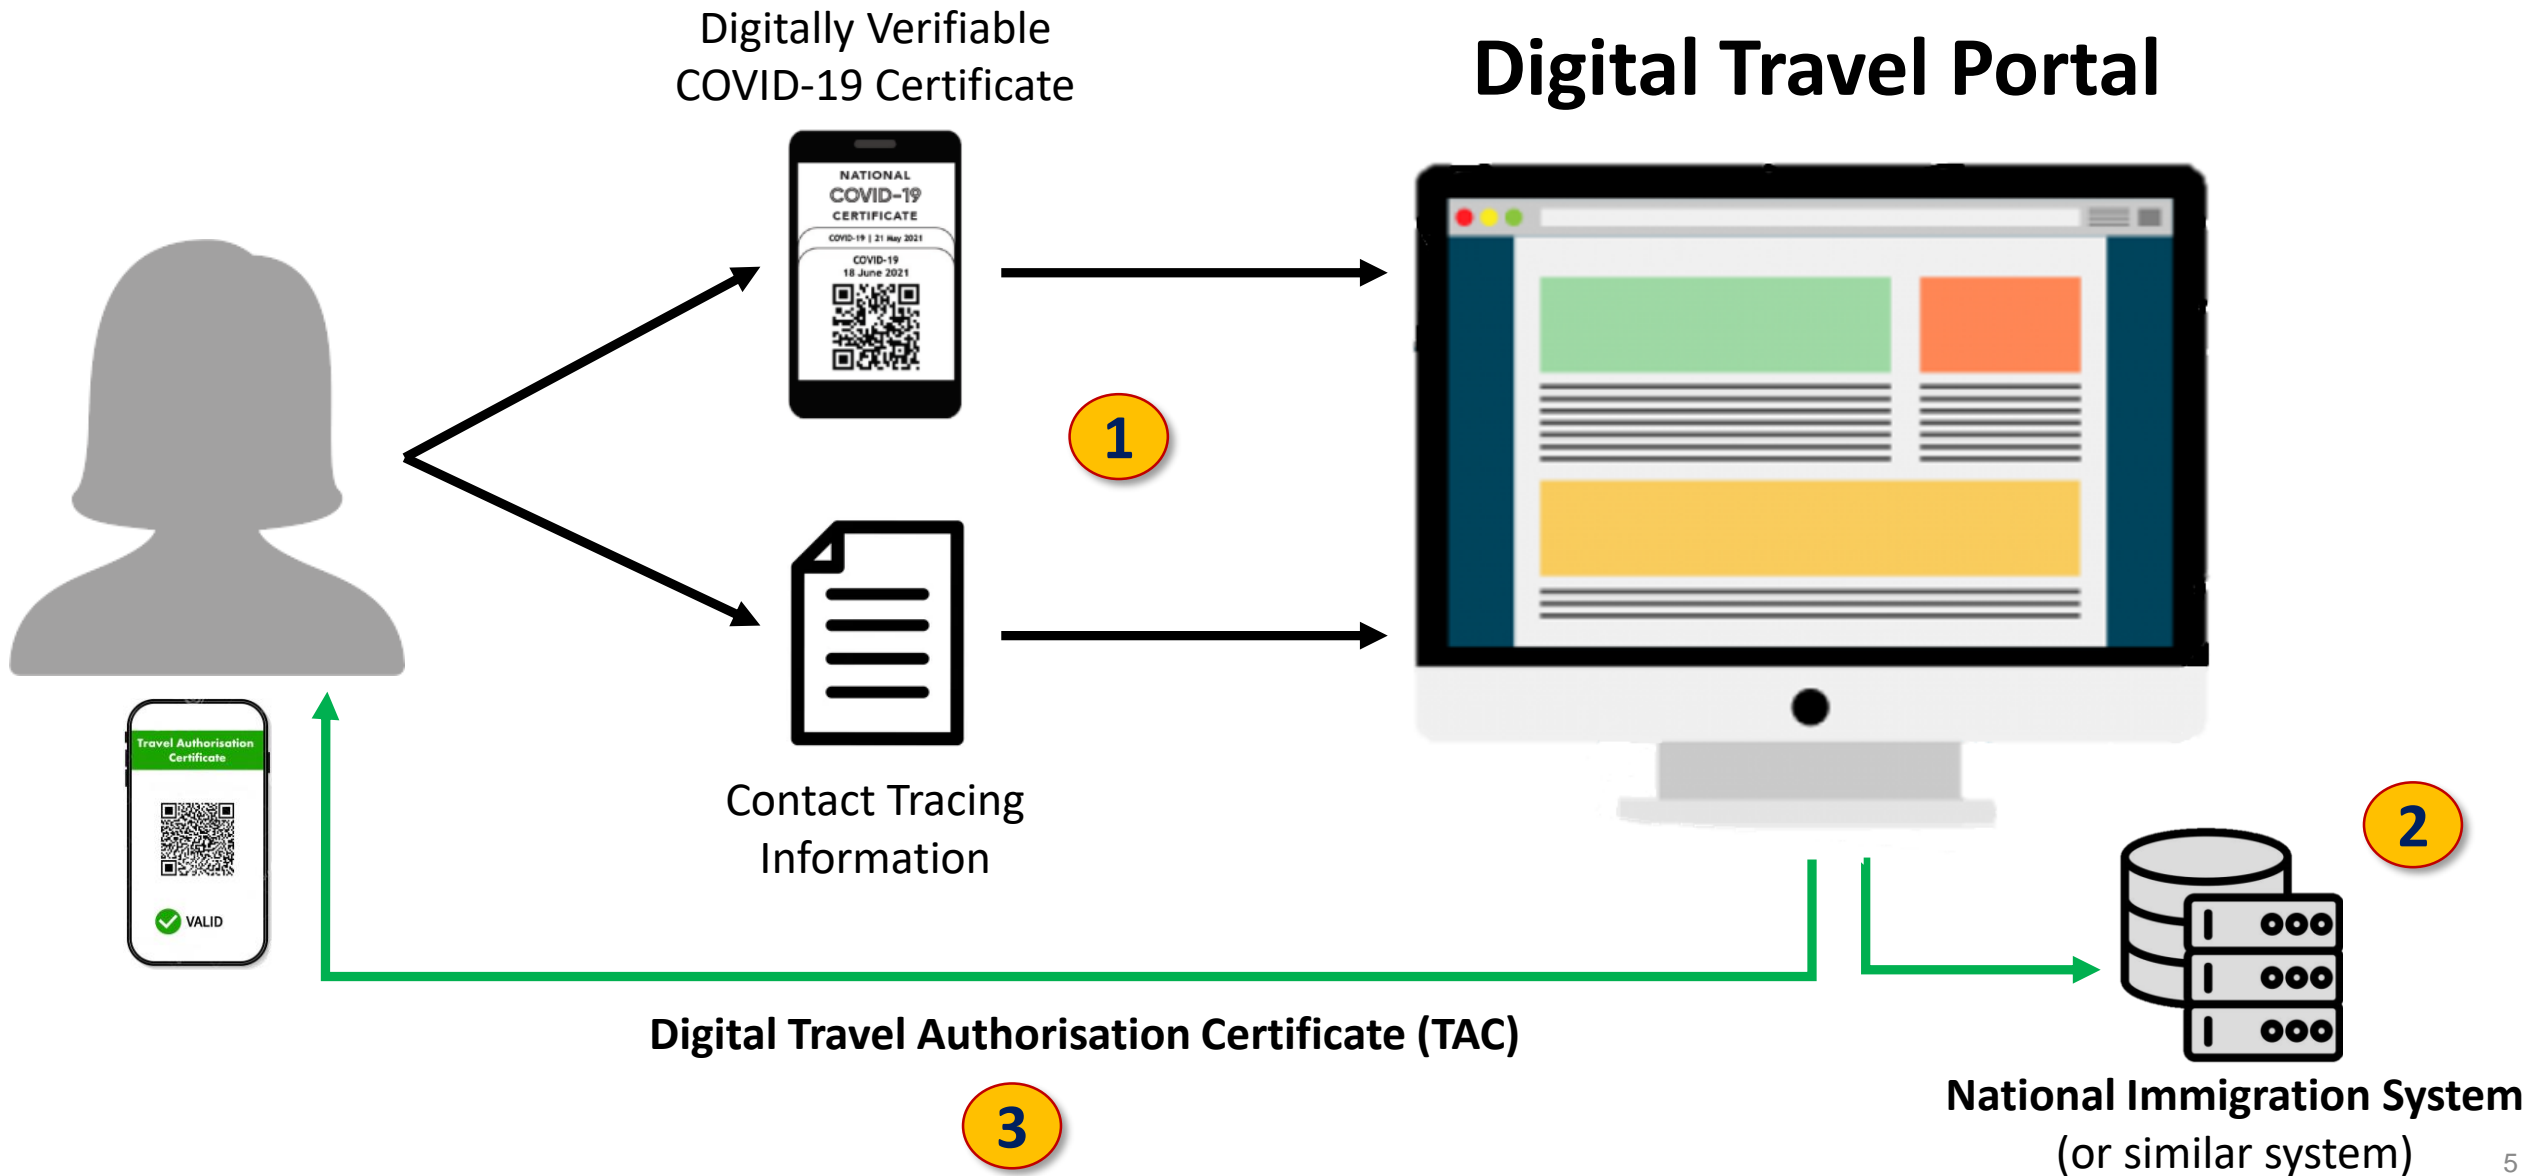 Digitally Verifiable
COVID-19 Certificate
Digital Travel Portal
NATIONAL
COVID-19
CERTIFICATE
COVID-19 | 21 May 2021
COVID-19
18 June 2021
1
Contact Tracing
Information
Travel Authorisation
Certificate
VALID
2
Digital Travel Authorisation Certificate (TAC)
3
National Immigration System
(or similar system)
5